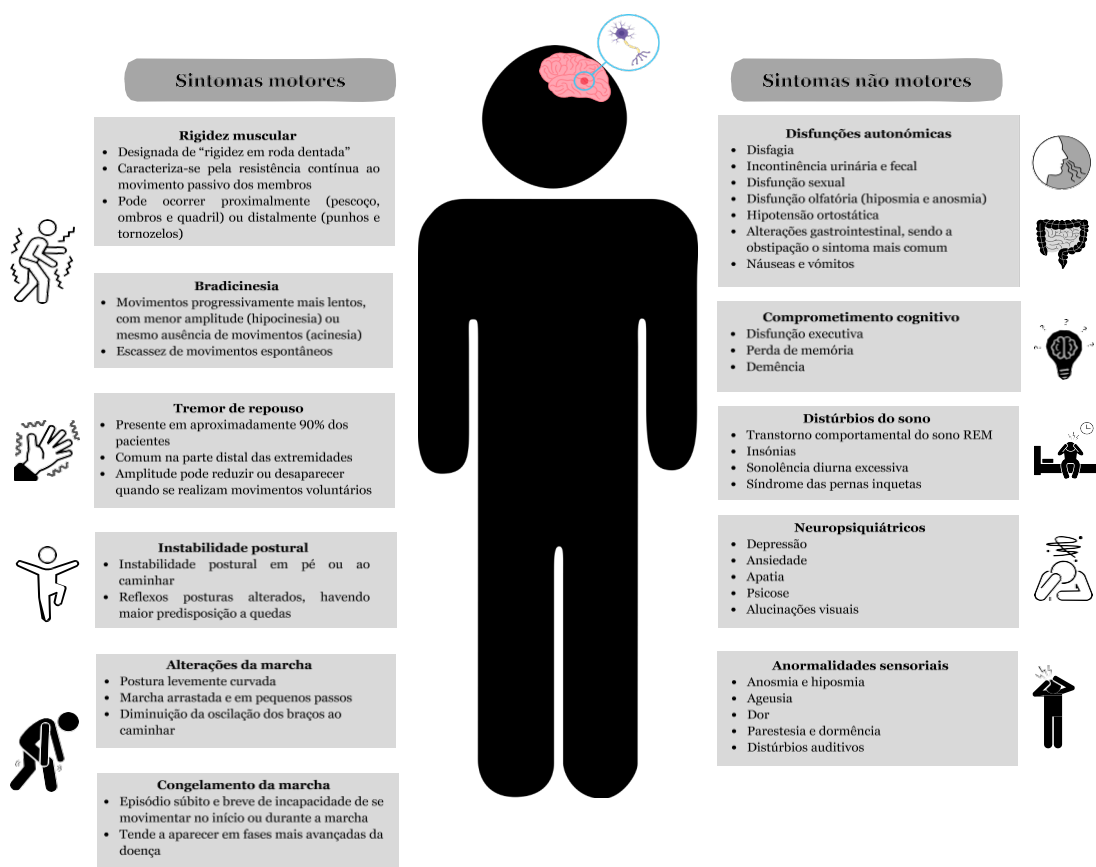 Sintomas motores
Rigidez muscular
• Designada de “rigidez em roda dentada”
• Caracteriza-se pela resistência contínua ao
movimento passivo dos membros
• Pode ocorrer proximalmente (pescoço,
ombros e quadril) ou distalmente (punhos e
tornozelos)
Bradicinesia
• Movimentos progressivamente mais lentos,
com menor amplitude (hipocinesia) ou
mesmo ausência de movimentos (acinesia)
• Escassez de movimentos espontâneos
Tremor de repouso
• Presente em aproximadamente 90% dos
pacientes
• Comum na parte distal das extremidades
• Amplitude pode reduzir ou desaparecer
quando se realizam movimentos voluntários
Instabilidade postural
• Instabilidade postural em pé ou ao
caminhar
• Reflexos posturas alterados, havendo
maior predisposição a quedas
Alterações da marcha
• Postura levemente curvada
• Marcha arrastada e em pequenos passos
• Diminuição da oscilação dos braços ao
caminhar
Congelamento da marcha
• Episódio súbito e breve de incapacidade de se
movimentar no início ou durante a marcha
• Tende a aparecer em fases mais avançadas da
doença
Sintomas não motores
Disfunções autonómicas
• Disfagia
• Incontinência urinária e fecal
• Disfunção sexual
• Disfunção olfatória (hiposmia e anosmia)
• Hipotensão ortostática
• Alterações gastrointestinal, sendo a
obstipação o sintoma mais comum
• Náuseas e vómitos
Comprometimento cognitivo
• Disfunção executiva
• Perda de memória
• Demência
? ? ? ? ?
Distúrbios do sono
• Transtorno comportamental do sono REM
• Insónias
• Sonolência diurna excessiva
• Síndrome das pernas inquetas
Neuropsiquiátricos
• Depressão
• Ansiedade
• Apatia
• Psicose
• Alucinações visuais
Anormalidades sensoriais
• Anosmia e hiposmia
• Ageusia
• Dor
• Parestesia e dormência
• Distúrbios auditivos